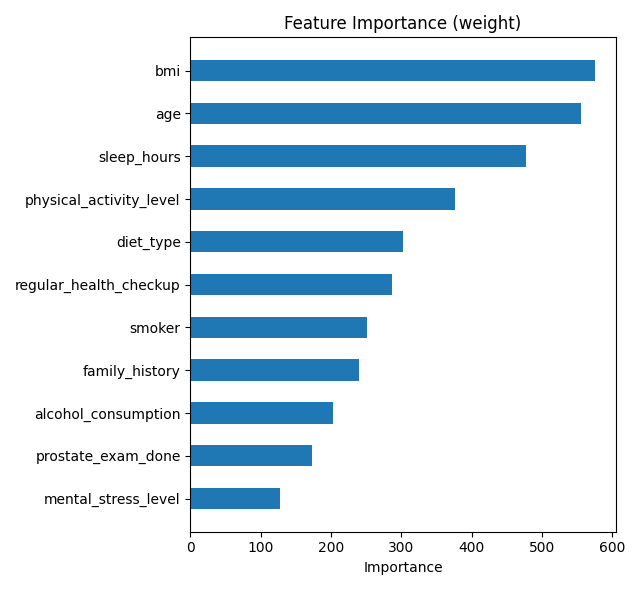 Feature Importance (weight)
bmi
age
sleep_hours
physical_activity_level
diet_type
regular_health_checkup
smoker
family_history
alcohol_consumption
prostate_exam_done
mental_stress_level
0 100 200 300 400 500 600
Importance